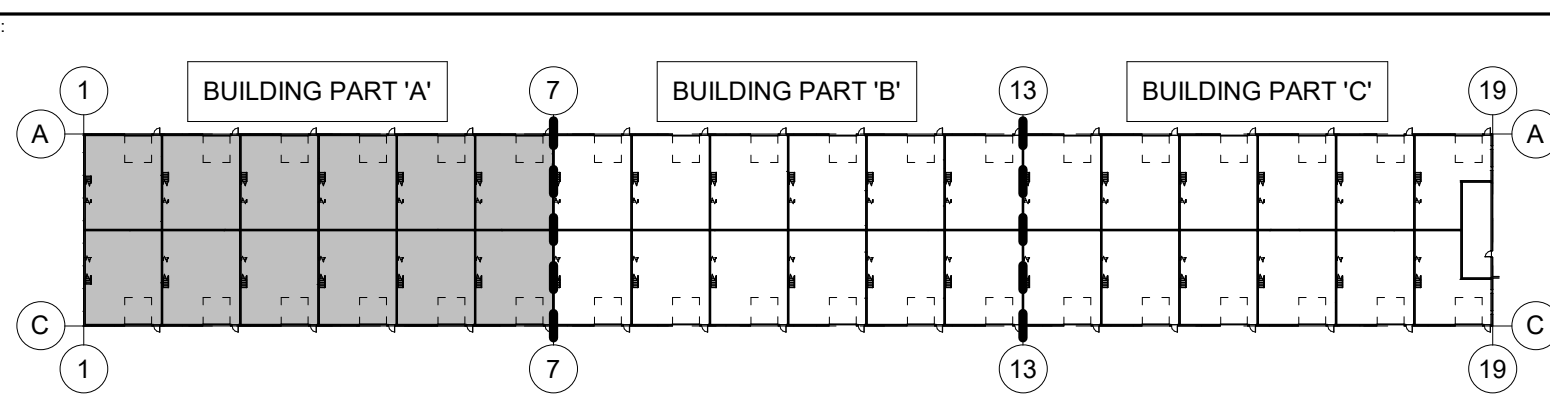 :
1 BUILDING PART 'A' 7 BUILDING PART 'B' 13 BUILDING PART 'C' 19
A A
C C
1 7 13 19